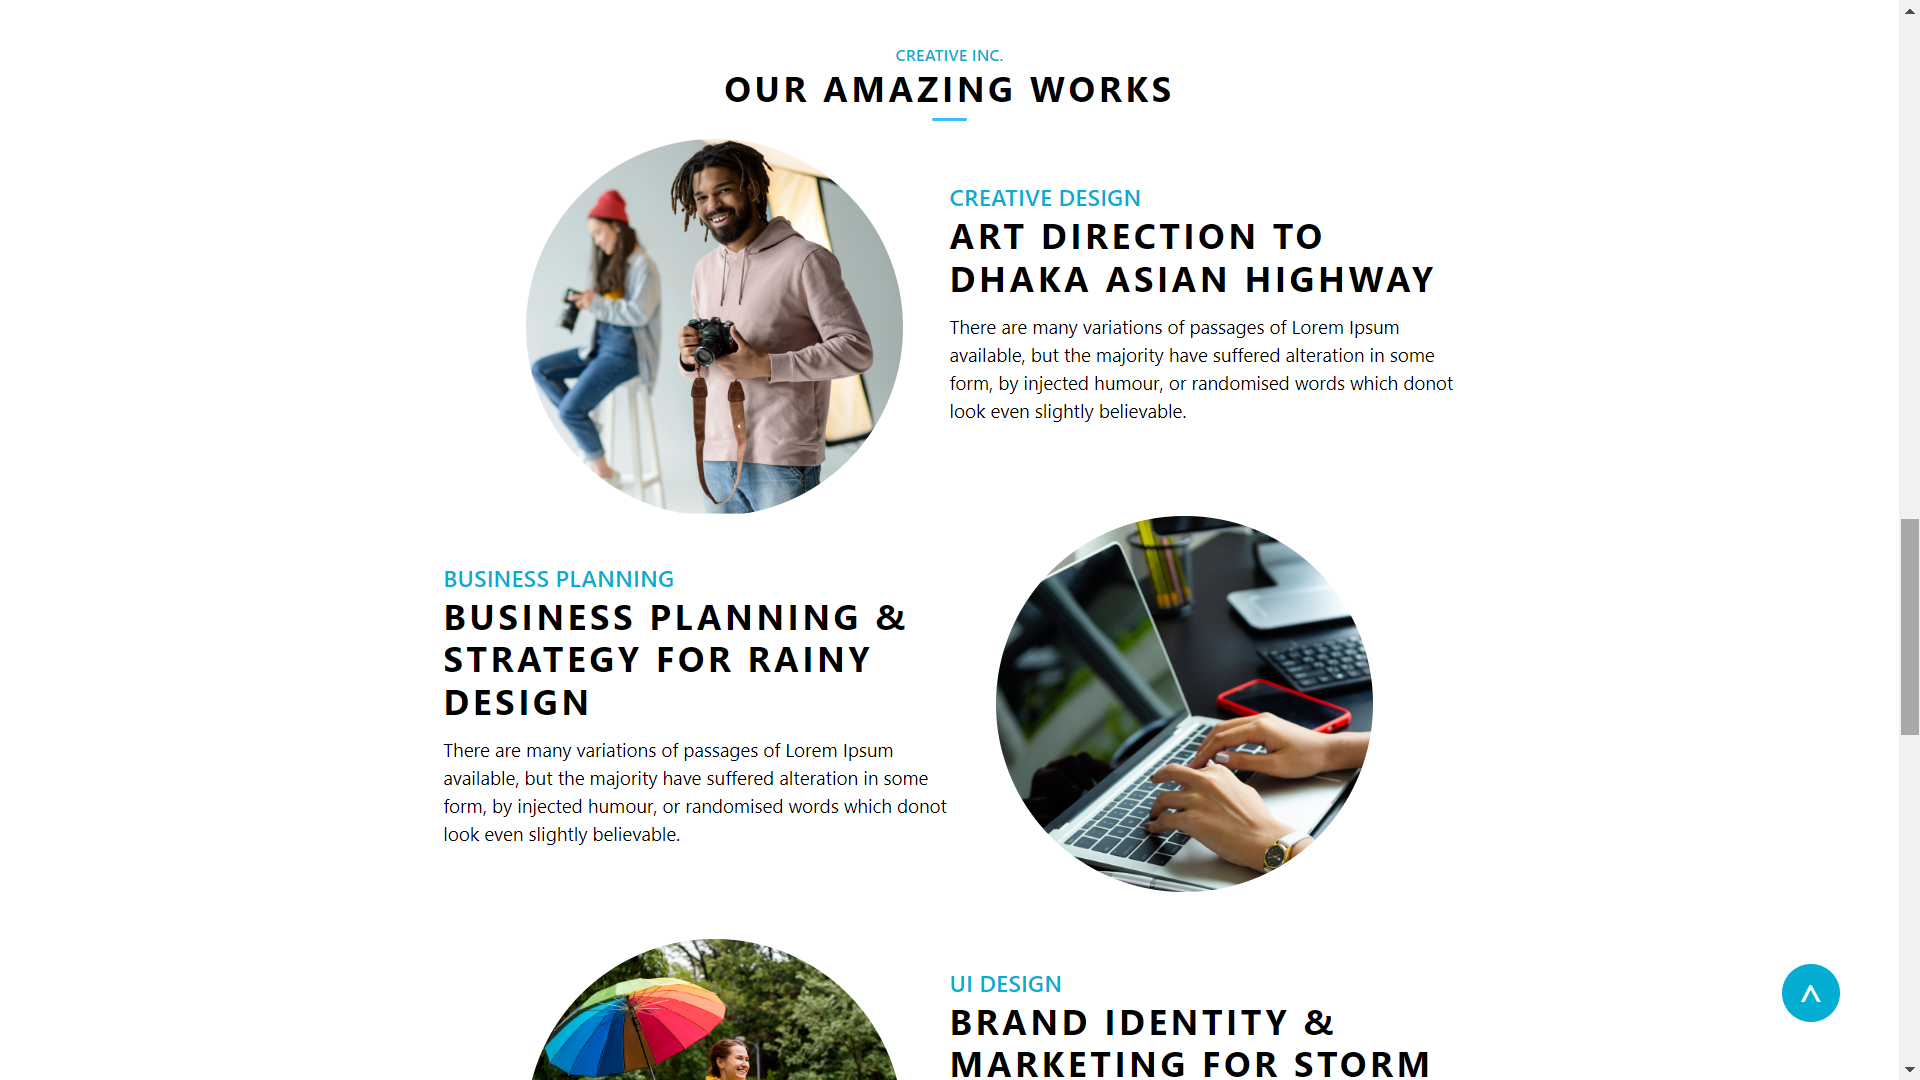 CREATIVE INC.
OUR AMAZING WORKS
CREATIVE DESIGN
ART DIRECTION TO
DHAKA ASIAN HIGHWAY
There are many variations of passages of Lorem Ipsum
available, but the majority have suffered alteration in some
form, by injected humour, or randomised words which donot
look even slightly believable.
BUSINESS PLANNING
BUSINESS PLANNING &
STRATEGY FOR RAINY
DESIGN
There are many variations of passages of Lorem Ipsum
available, but the majority have suffered alteration in some
form, by injected humour, or randomised words which donot
look even slightly believable.
UI DESIGN
BRAND IDENTITY &
MARKETING FOR STORM